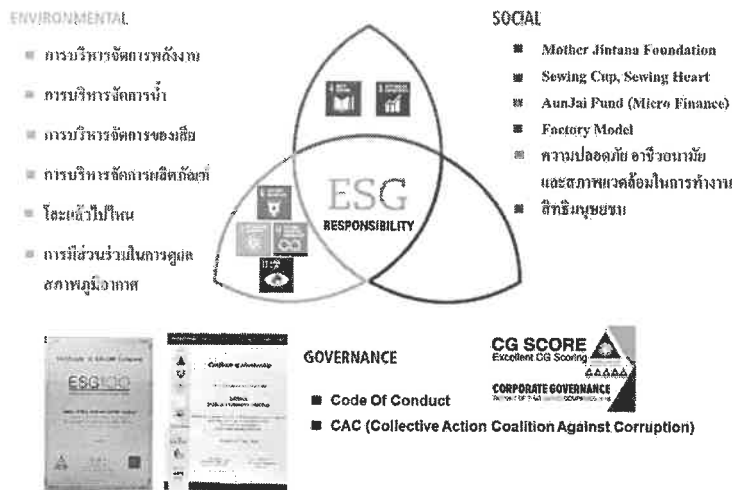 ENVIRONMENTAL
การบริหารจัดการพลังงาน
การบริหารจัดการน้ำ
การบริหารจัดการของเสีย
การบริหารจัดการผลิตภัณฑ์
โละแล้วไปไหน
การมีส่วนร่วมในการดูแล
สภาพภูมิอากาศ
SOCIAL
Mother Jintana Foundation
Sewing Cup, Sewing Heart
AunJai Fund (Micro Finance)
Factory Model
ความปลอดภัย อาชีวอนามัย
และสภาพแวดล้อมในการทำงาน
สิทธิมนุษยชน
ESG
RESPONSIBILITY
ESG100
Certificate of Membership
GOVERNANCE
Code Of Conduct
CAC (Collective Action Coalition Against Corruption)
CG SCORE
Excellent CG Scoring
CORPORATE GOVERNANCE